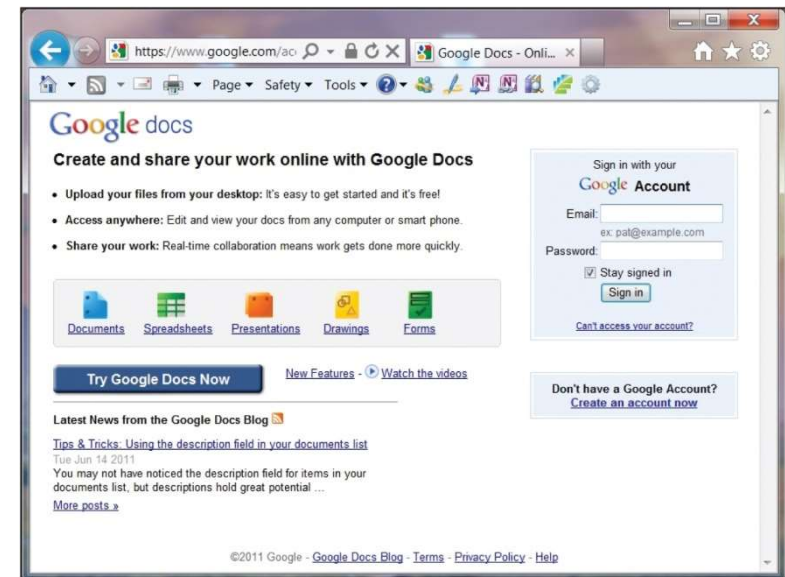 https://www.google.com/ac
Google Docs - Onli...
Page Safety Tools
Google docs
Create and share your work online with Google Docs
• Upload your files from your desktop: It's easy to get started and it's free!
• Access anywhere: Edit and view your docs from any computer or smart phone.
• Share your work: Real-time collaboration means work gets done more quickly.
Documents Spreadsheets Presentations Drawings Forms
Try Google Docs Now
New Features - Watch the videos
Latest News from the Google Docs Blog
Tips & Tricks: Using the description field in your documents list
Tue Jun 14 2011
You may not have noticed the description field for items in your
documents list, but descriptions hold great potential ...
More posts »
Sign in with your
Google Account
Email:
ex: pat@example.com
Password:
Stay signed in
Sign in
Can't access your account?
Don't have a Google Account?
Create an account now
©2011 Google - Google Docs Blog - Terms - Privacy Policy - Help